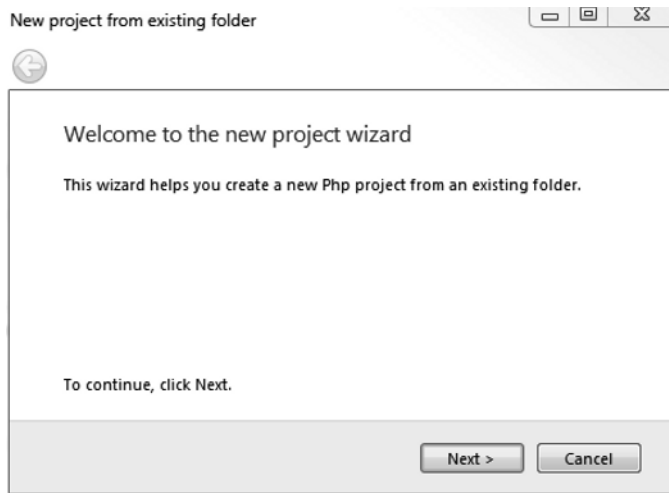 New project from existing folder
Welcome to the new project wizard
This wizard helps you create a new Php project from an existing folder.
To continue, click Next.
Next > Cancel